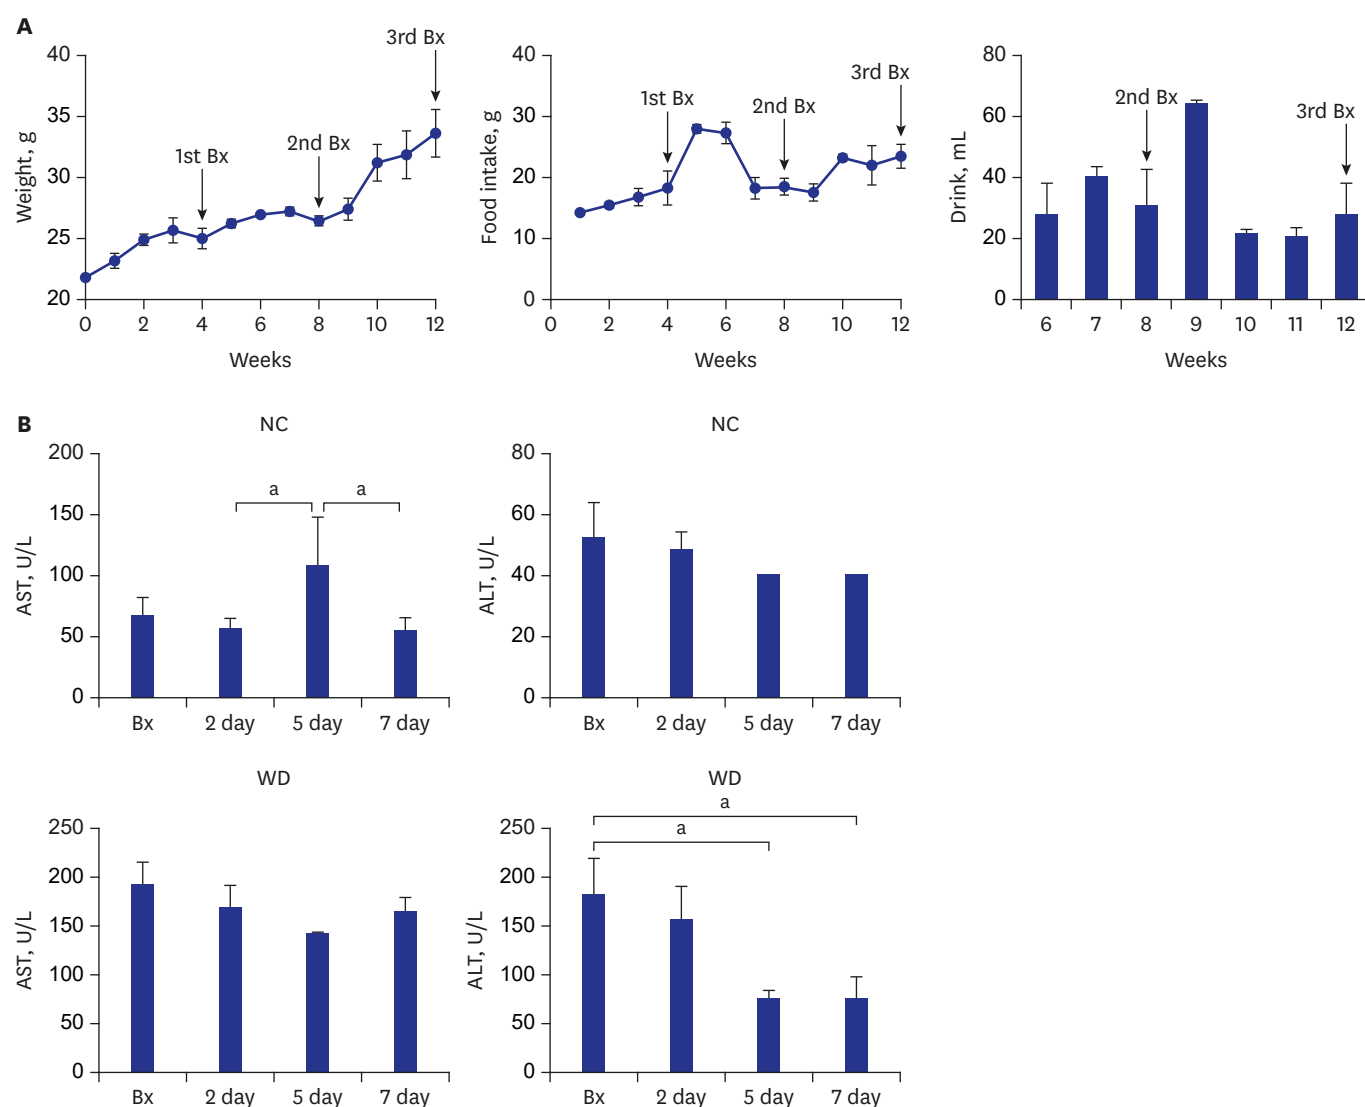 A
Weight, g
40
35
30
25
20
0 2 4 6 8 10 12
Weeks
1st Bx
2nd Bx
3rd Bx
Food intake, g
40
30
20
10
0
0 2 4 6 8 10 12
Weeks
1st Bx
2nd Bx
3rd Bx
Drink, mL
80
60
40
20
0
6 7 8 9 10 11 12
Weeks
2nd Bx
3rd Bx
B
NC
AST, U/L
200
150
100
50
0
a a
Bx 2 day 5 day 7 day
NC
ALT, U/L
80
60
40
20
0
Bx 2 day 5 day 7 day
WD
AST, U/L
250
200
150
100
50
0
Bx 2 day 5 day 7 day
WD
ALT, U/L
250
200
150
100
50
0
a
a
Bx 2 day 5 day 7 day